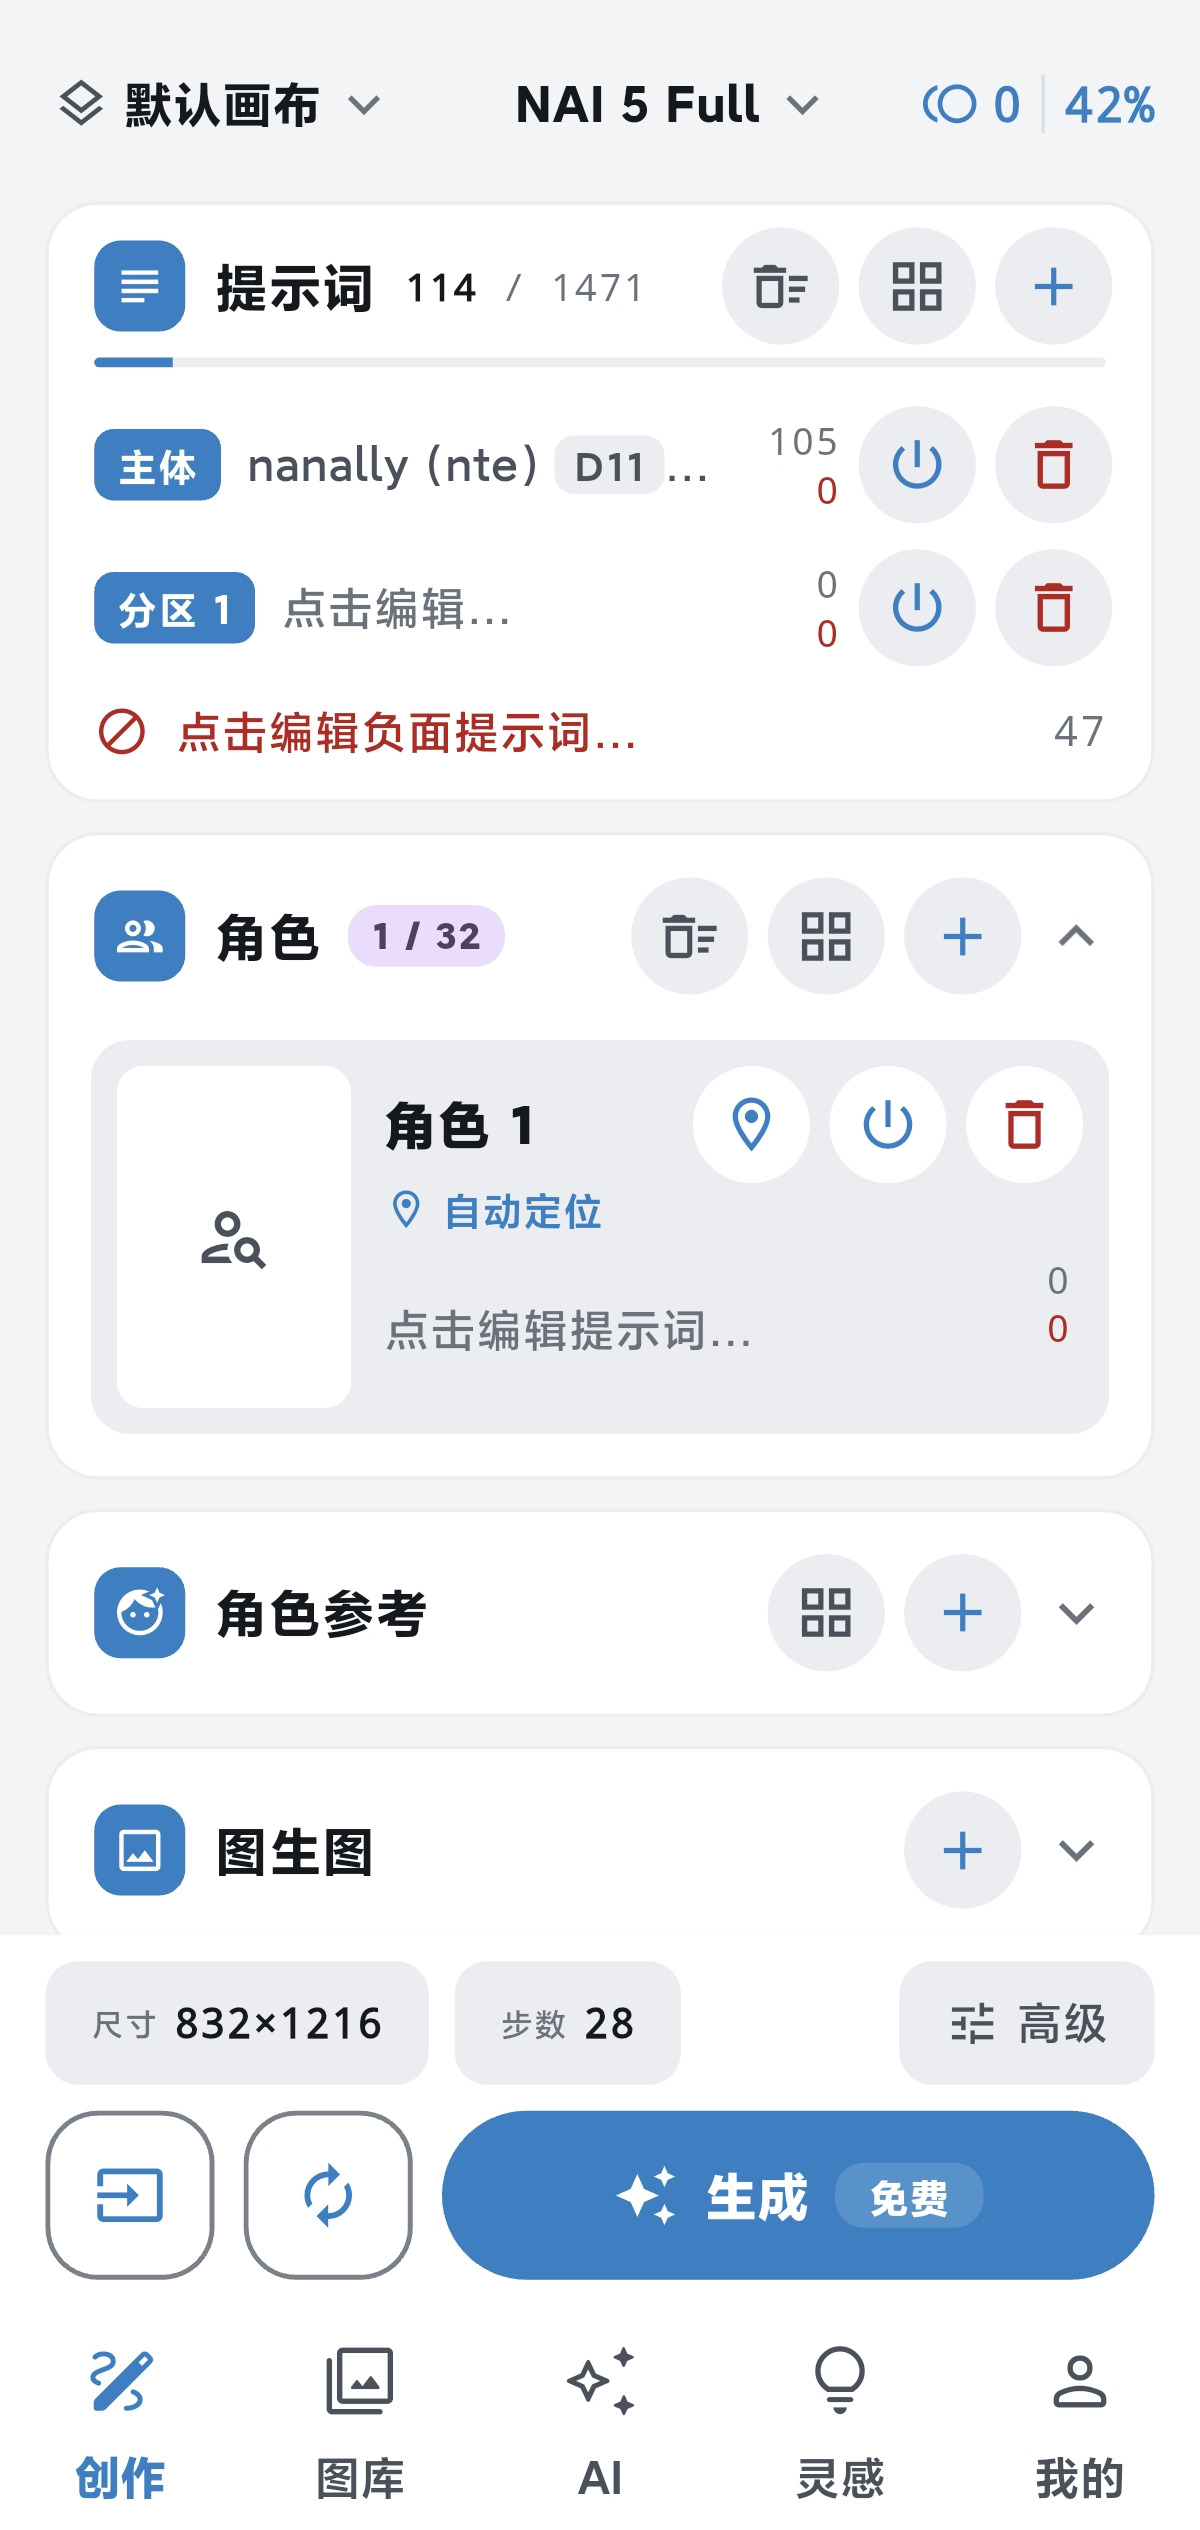 默认画布 NAI 5 Full 0 42%
提示词 114 / 1471
主体 nanally (nte) D11 ... 105
0
分区 1 点击编辑... 0
0
点击编辑负面提示词... 47
角色 1 / 32
角色 1
自动定位
0
点击编辑提示词... 0
角色参考
图生图
尺寸 832×1216 步数 28 高级
生成 免费
创作 图库 AI 灵感 我的